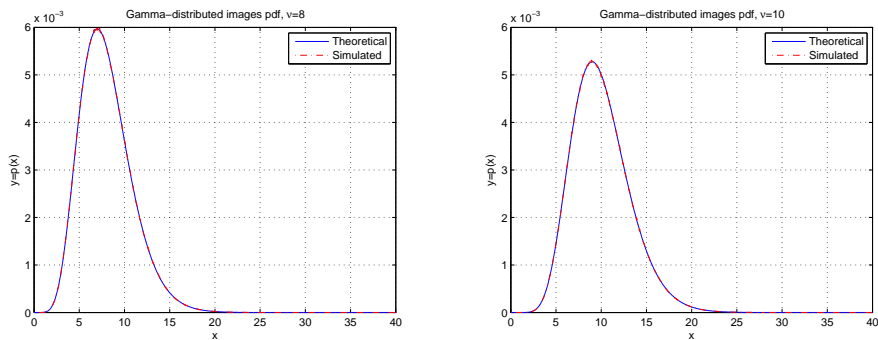 Gamma−distributed images pdf, ν=8
x 10⁻³
6
5
4
3
2
1
0
y=p(x)
0 5 10 15 20 25 30 35 40
x
Theoretical
Simulated
Gamma−distributed images pdf, ν=10
x 10⁻³
6
5
4
3
2
1
0
y=p(x)
0 5 10 15 20 25 30 35 40
x
Theoretical
Simulated